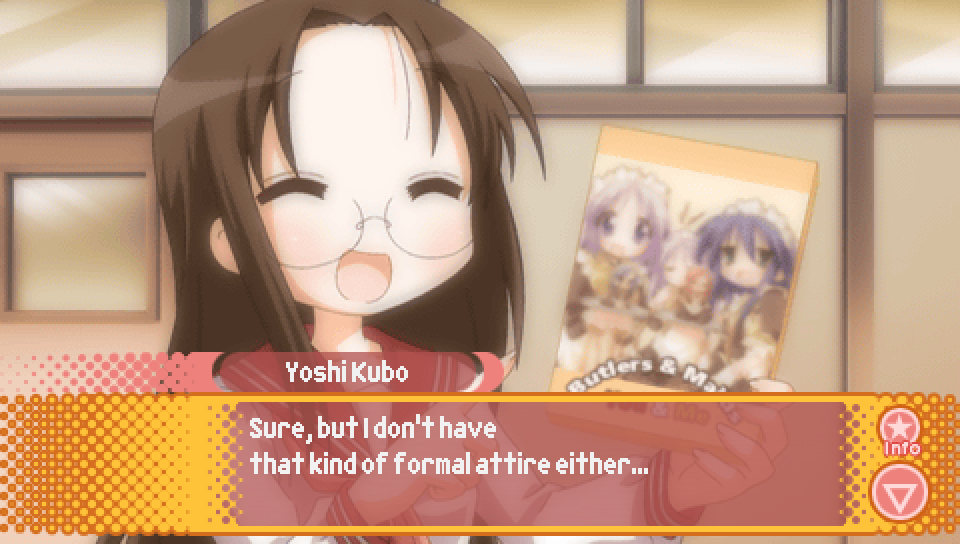 Butlers & Ma
Yoshi Kubo
Sure, but I don't have
that kind of formal attire either...
Info